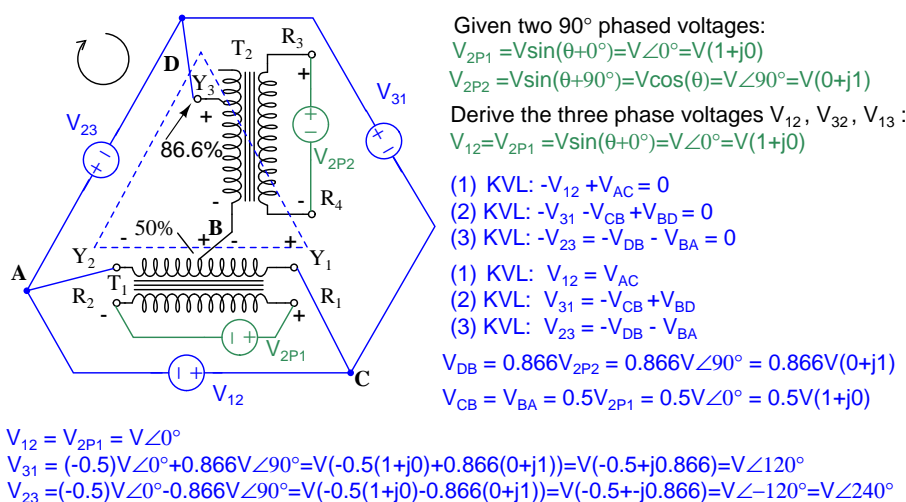 Given two 90° phased voltages:
V2P1 =Vsin(θ+0°)=V∠0°=V(1+j0)
V2P2 =Vsin(θ+90°)=Vcos(θ)=V∠90°=V(0+j1)
Derive the three phase voltages V12 , V32 , V13 :
V12=V2P1 =Vsin(θ+0°)=V∠0°=V(1+j0)
(1) KVL: -V12 +VAC = 0
(2) KVL: -V31 -VCB +VBD = 0
(3) KVL: -V23 = -VDB - VBA = 0
(1) KVL: V12 = VAC
(2) KVL: V31 = -VCB +VBD
(3) KVL: V23 = -VDB - VBA
VDB = 0.866V2P2 = 0.866V∠90° = 0.866V(0+j1)
VCB = VBA = 0.5V2P1 = 0.5V∠0° = 0.5V(1+j0)
T2
R3
D
Y3
+
+
V31
+
−
V23
+
−
86.6%
+
−
V2P2
-
-
R4
50%
B
-
+
-
+
Y2
Y1
A
T1
R2
R1
-
+
− +
V2P1
− +
V12
C
V12 = V2P1 = V∠0°
V31 = (-0.5)V∠0°+0.866V∠90°=V(-0.5(1+j0)+0.866(0+j1))=V(-0.5+j0.866)=V∠120°
V23 =(-0.5)V∠0°-0.866V∠90°=V(-0.5(1+j0)-0.866(0+j1))=V(-0.5+-j0.866)=V∠−120°=V∠240°